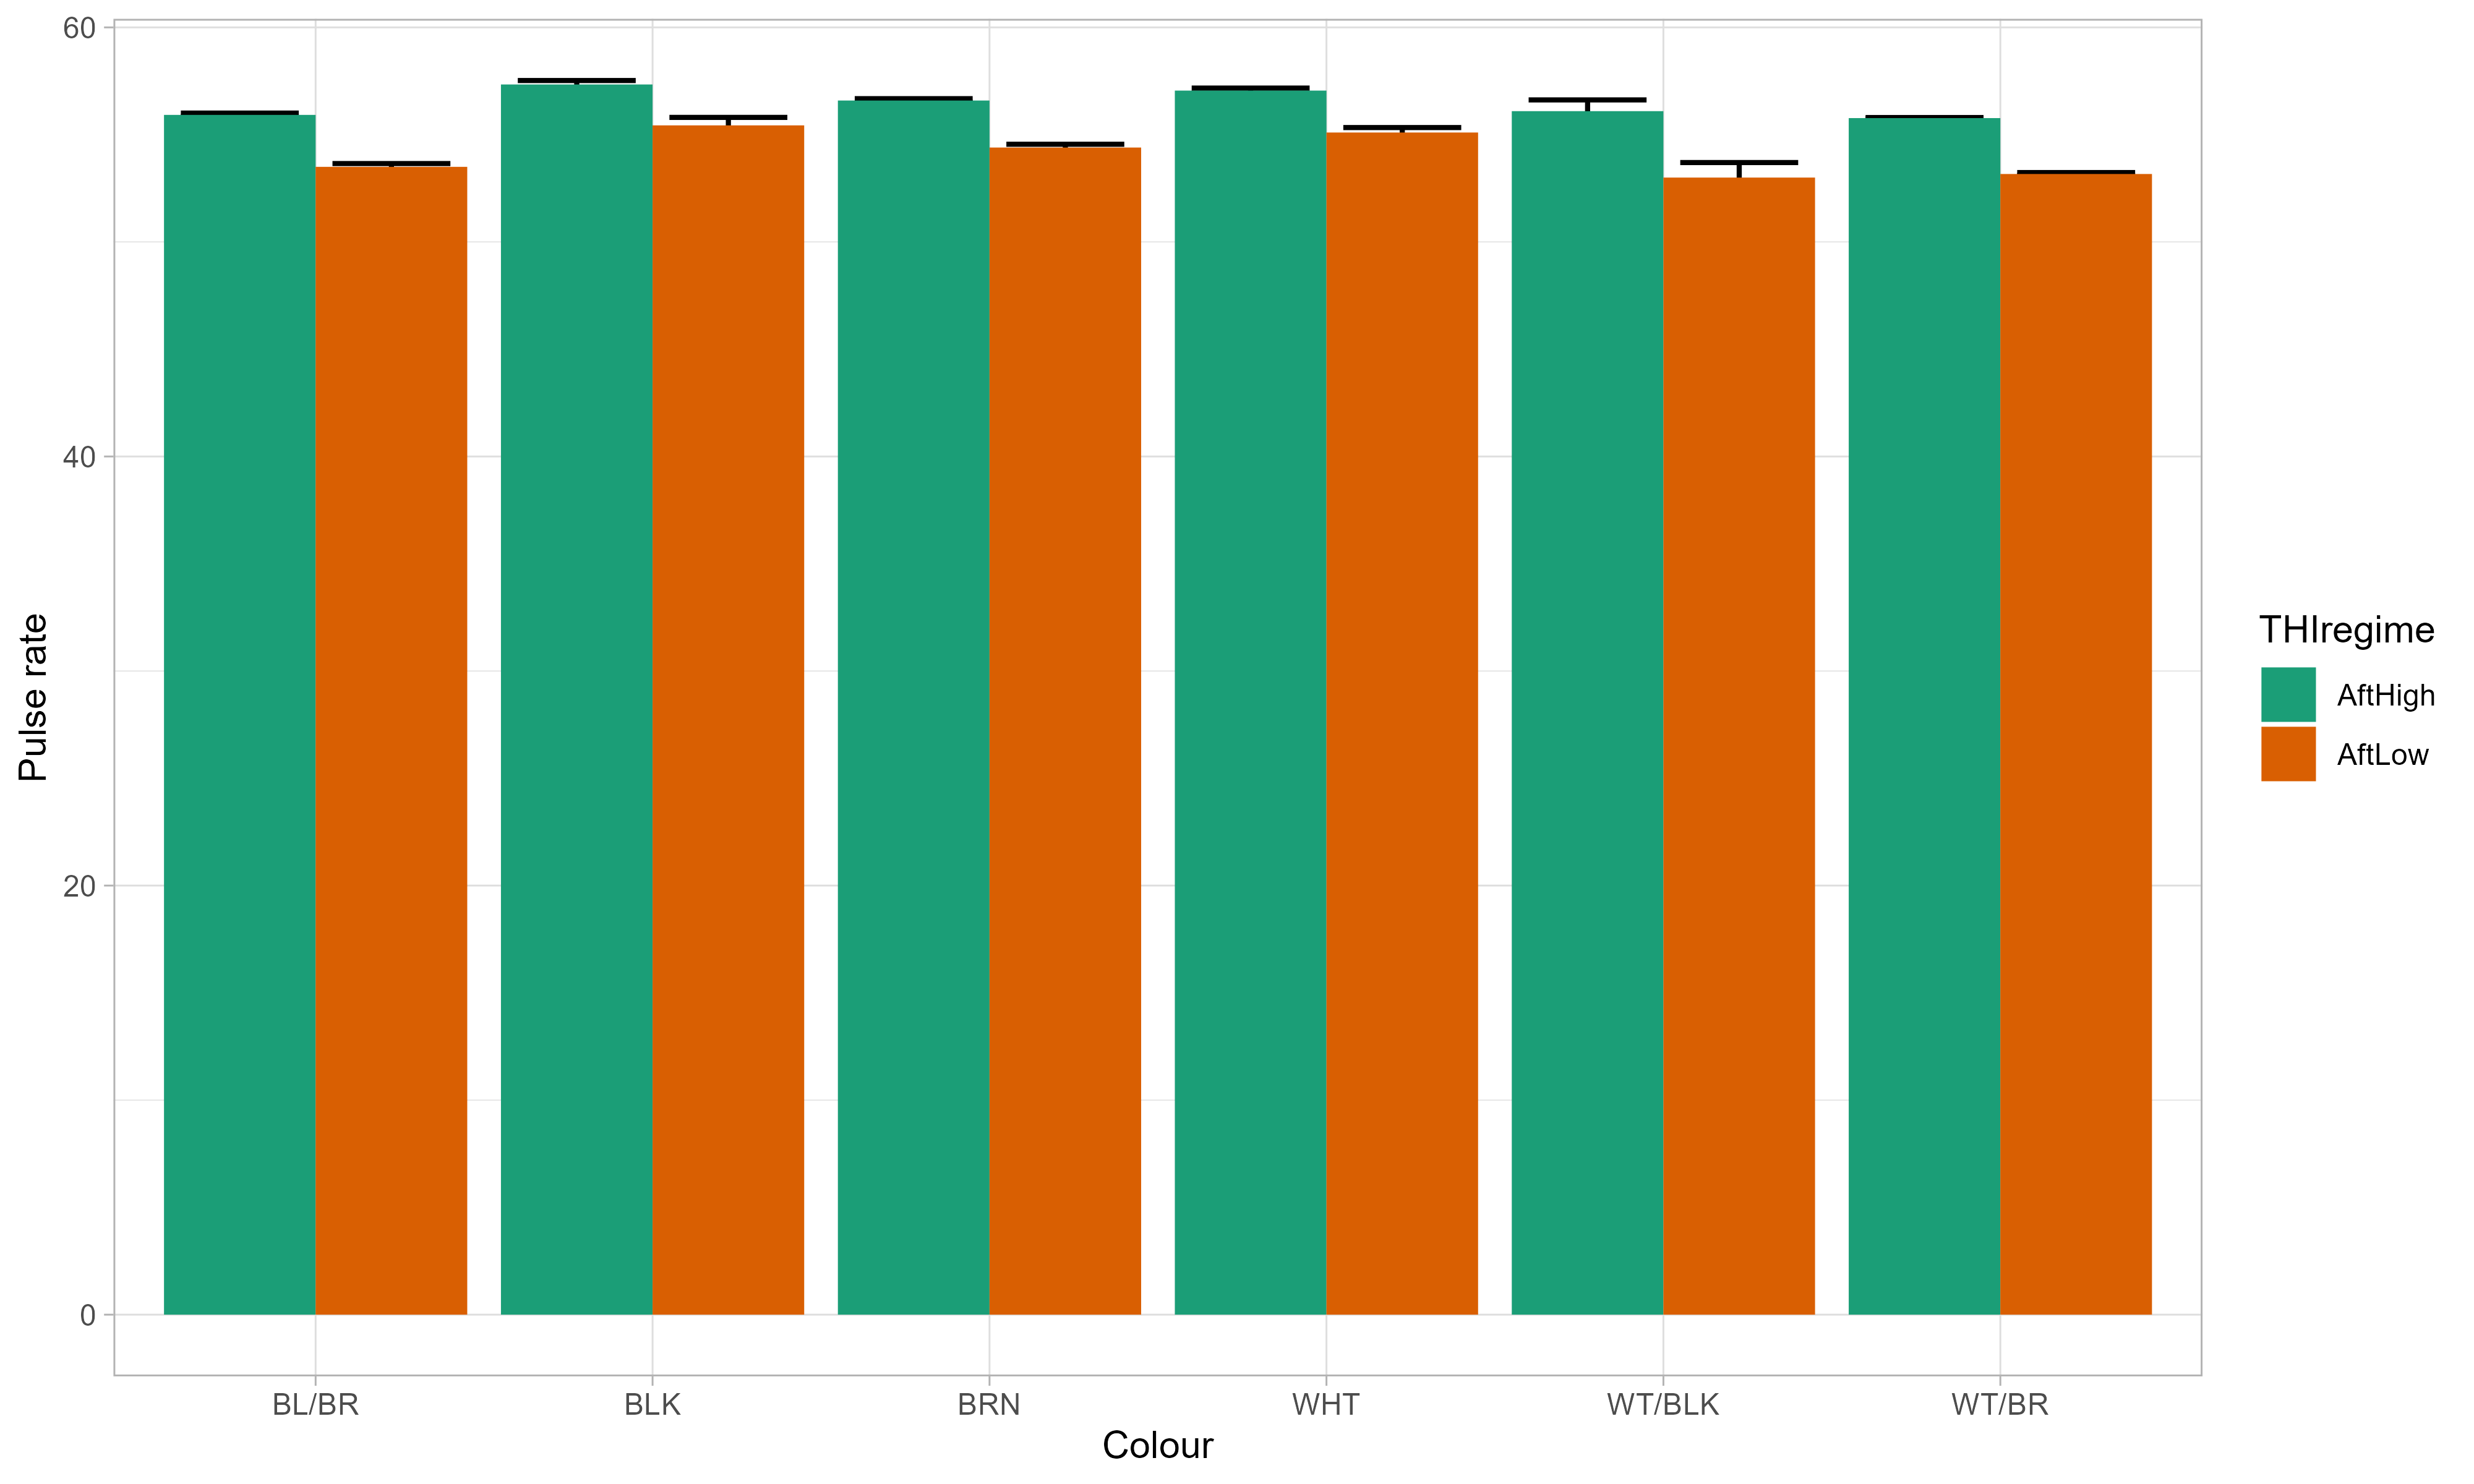 60
40
20
0
Pulse rate
BL/BR
BLK
BRN
WHT
WT/BLK
WT/BR
Colour
THIregime
AftHigh
AftLow